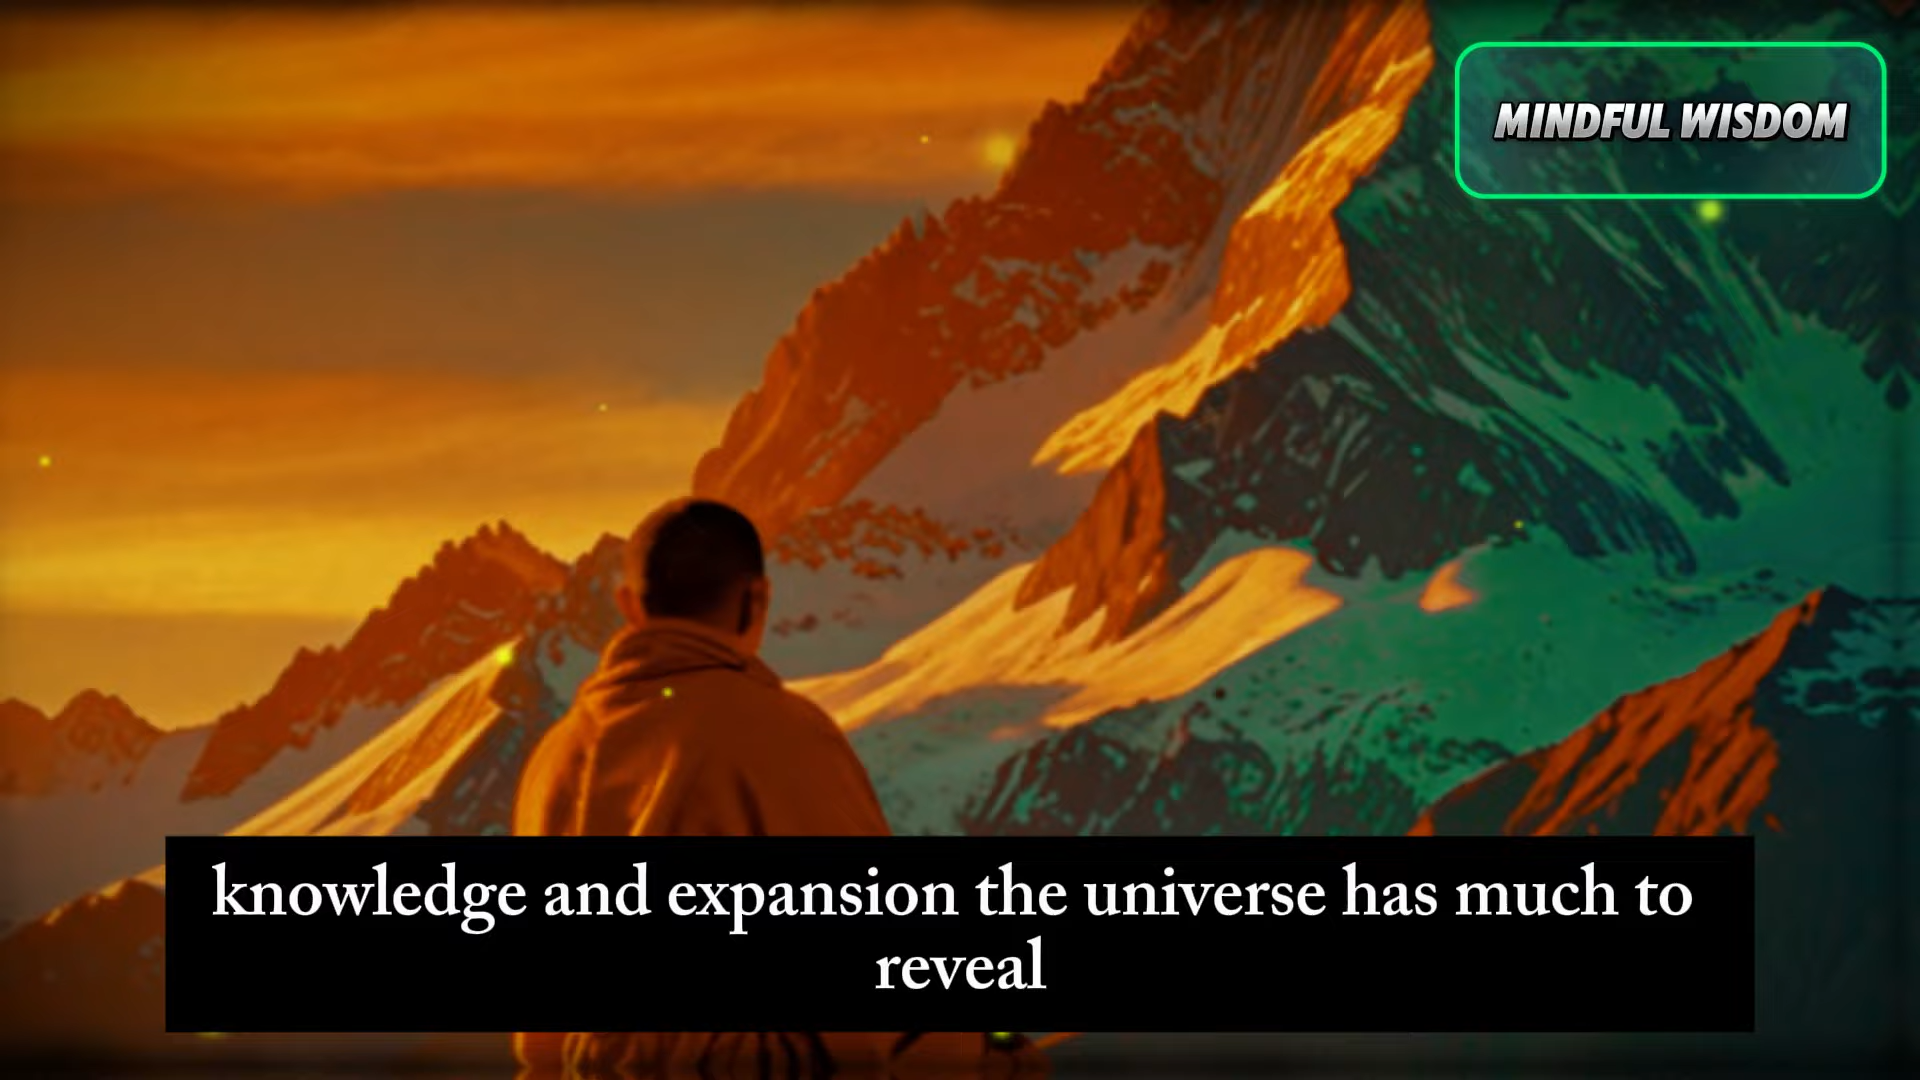 MINDFUL WISDOM
knowledge and expansion the universe has much to
reveal